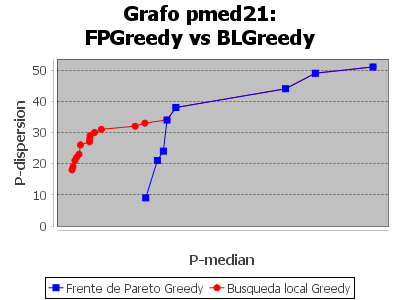 Grafo pmed21:
FPGreedy vs BLGreedy
50
40
30
20
10
0
P-dispersion
P-median
Frente de Pareto Greedy
Busqueda local Greedy